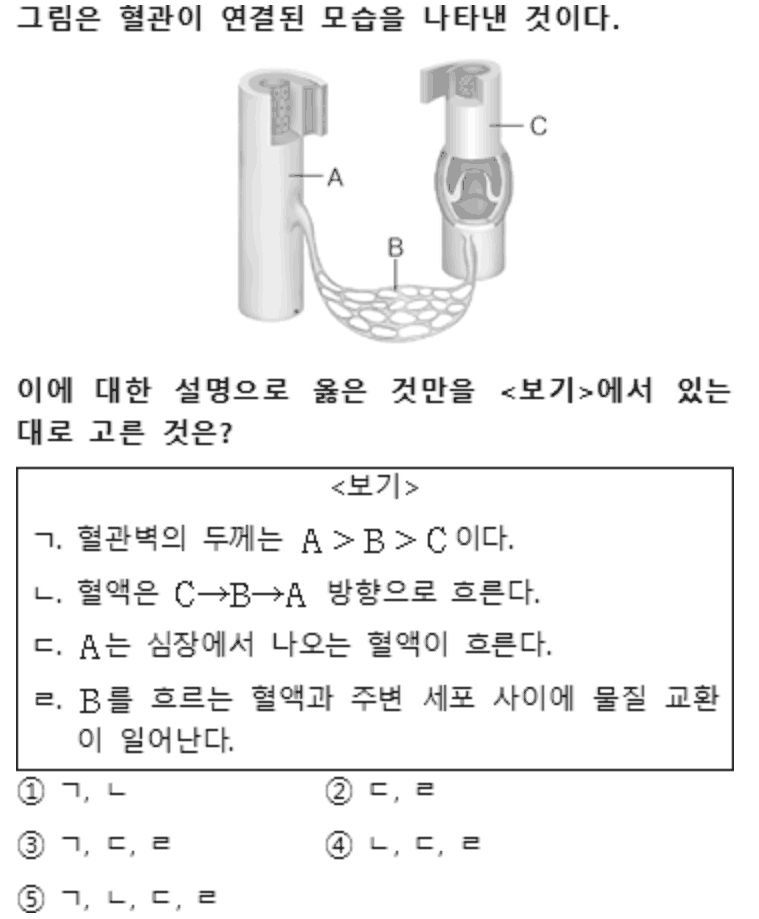 그림은 혈관이 연결된 모습을 나타낸 것이다.
A
C
B
이에 대한 설명으로 옳은 것만을 <보기>에서 있는
대로 고른 것은?
<보기>
ㄱ. 혈관벽의 두께는 A>B>C이다.
ㄴ. 혈액은 C→B→A 방향으로 흐른다.
ㄷ. A는 심장에서 나오는 혈액이 흐른다.
ㄹ. B를 흐르는 혈액과 주변 세포 사이에 물질 교환
이 일어난다.
① ㄱ, ㄴ ② ㄷ, ㄹ
③ ㄱ, ㄷ, ㄹ ④ ㄴ, ㄷ, ㄹ
⑤ ㄱ, ㄴ, ㄷ, ㄹ